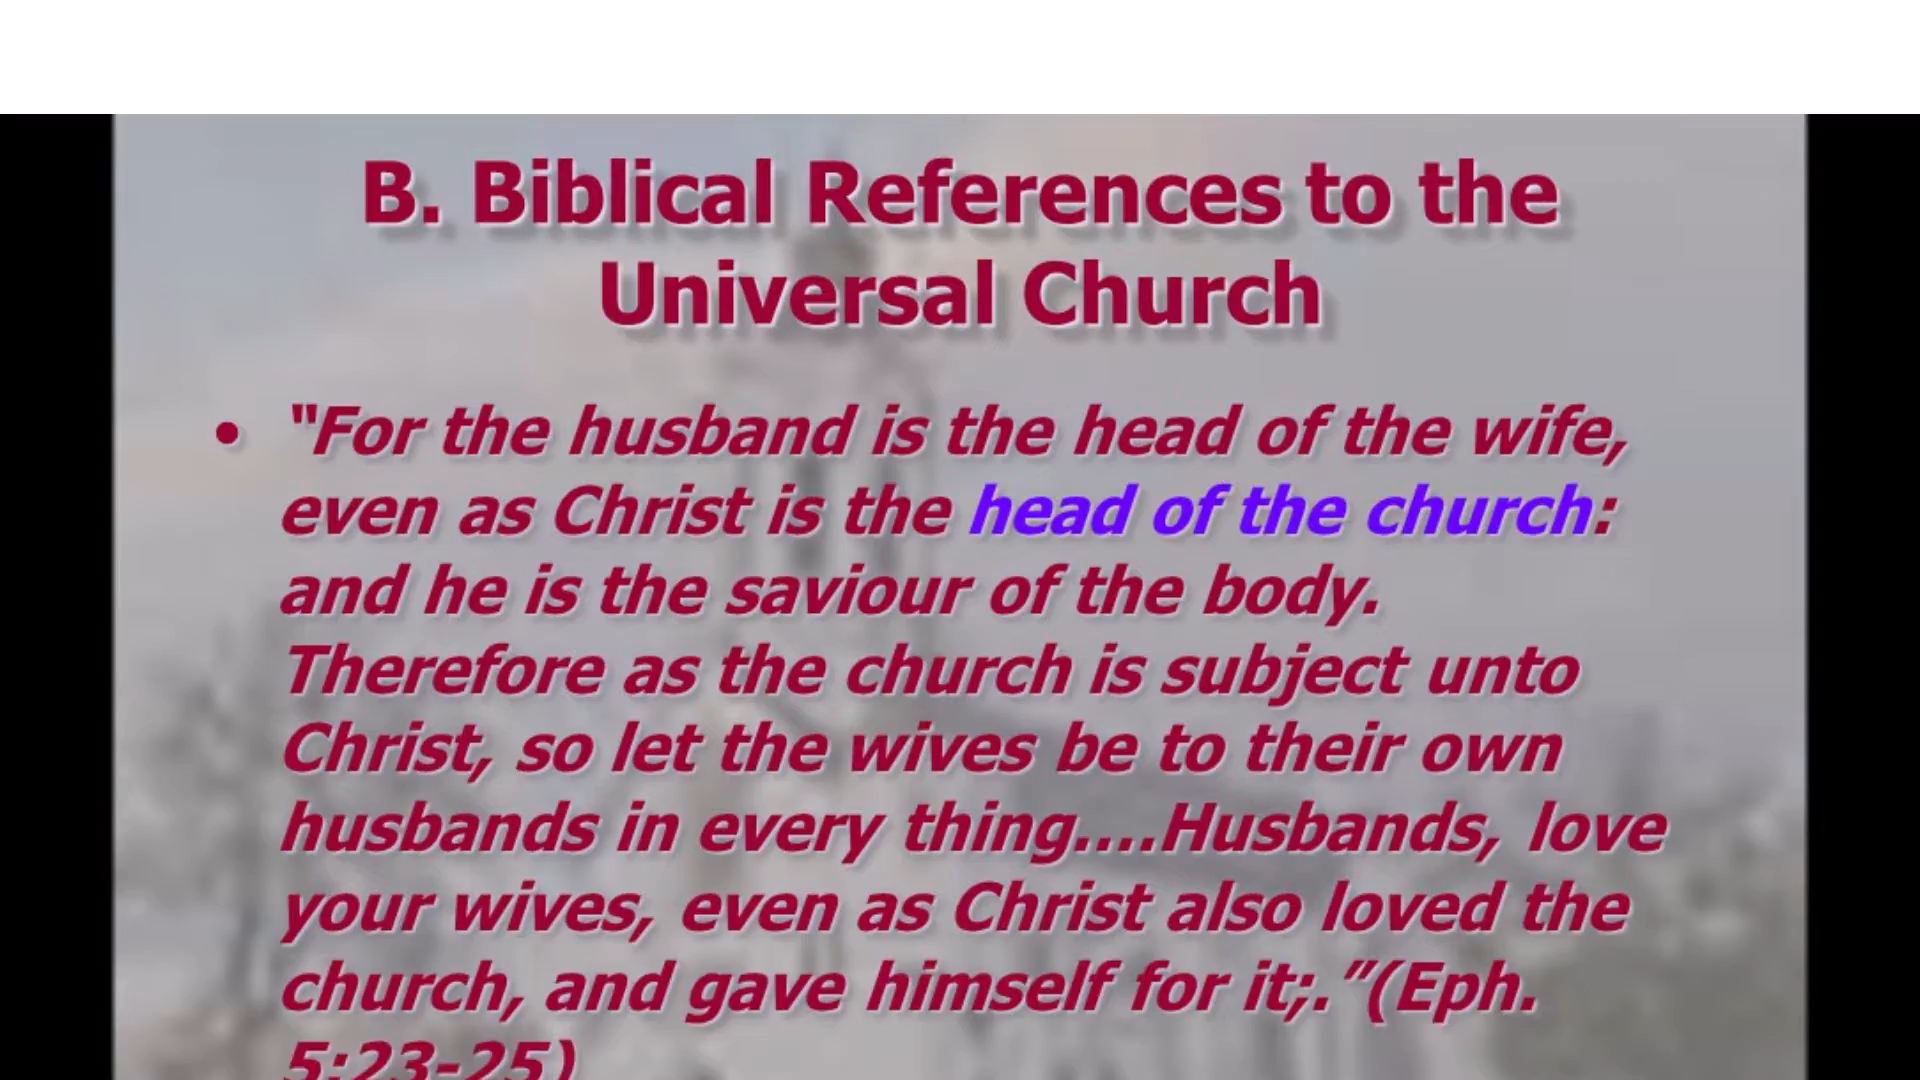 B. Biblical References to the
Universal Church
• "For the husband is the head of the wife,
even as Christ is the head of the church:
and he is the saviour of the body.
Therefore as the church is subject unto
Christ, so let the wives be to their own
husbands in every thing....Husbands, love
your wives, even as Christ also loved the
church, and gave himself for it;."(Eph.
5:23-25)